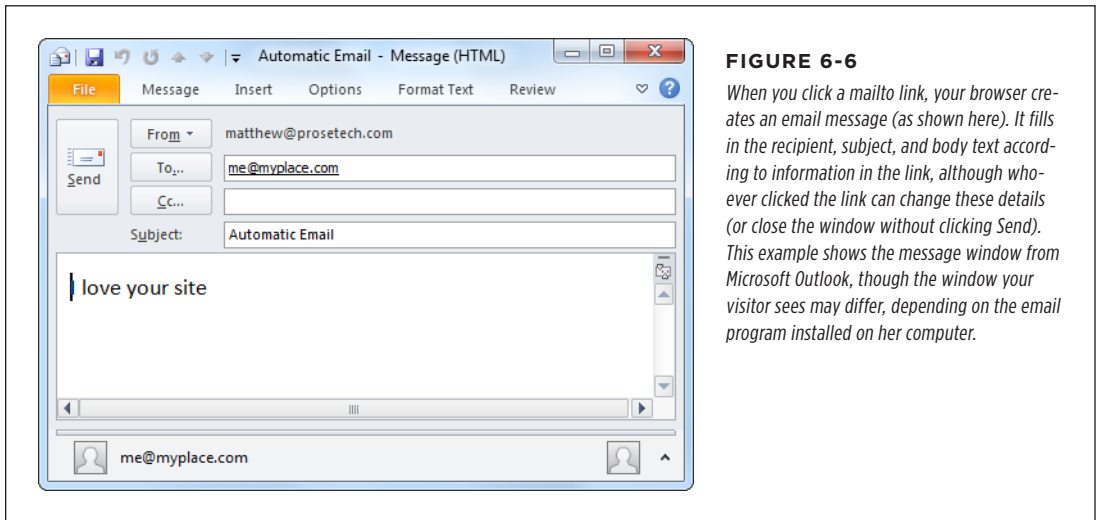 Automatic Email - Message (HTML)
File Message Insert Options Format Text Review
From matthew@prosetech.com
Send
To... me@myplace.com
Cc...
Subject: Automatic Email
I love your site
me@myplace.com
FIGURE 6-6
When you click a mailto link, your browser cre-
ates an email message (as shown here). It fills
in the recipient, subject, and body text accord-
ing to information in the link, although who-
ever clicked the link can change these details
(or close the window without clicking Send).
This example shows the message window from
Microsoft Outlook, though the window your
visitor sees may differ, depending on the email
program installed on her computer.